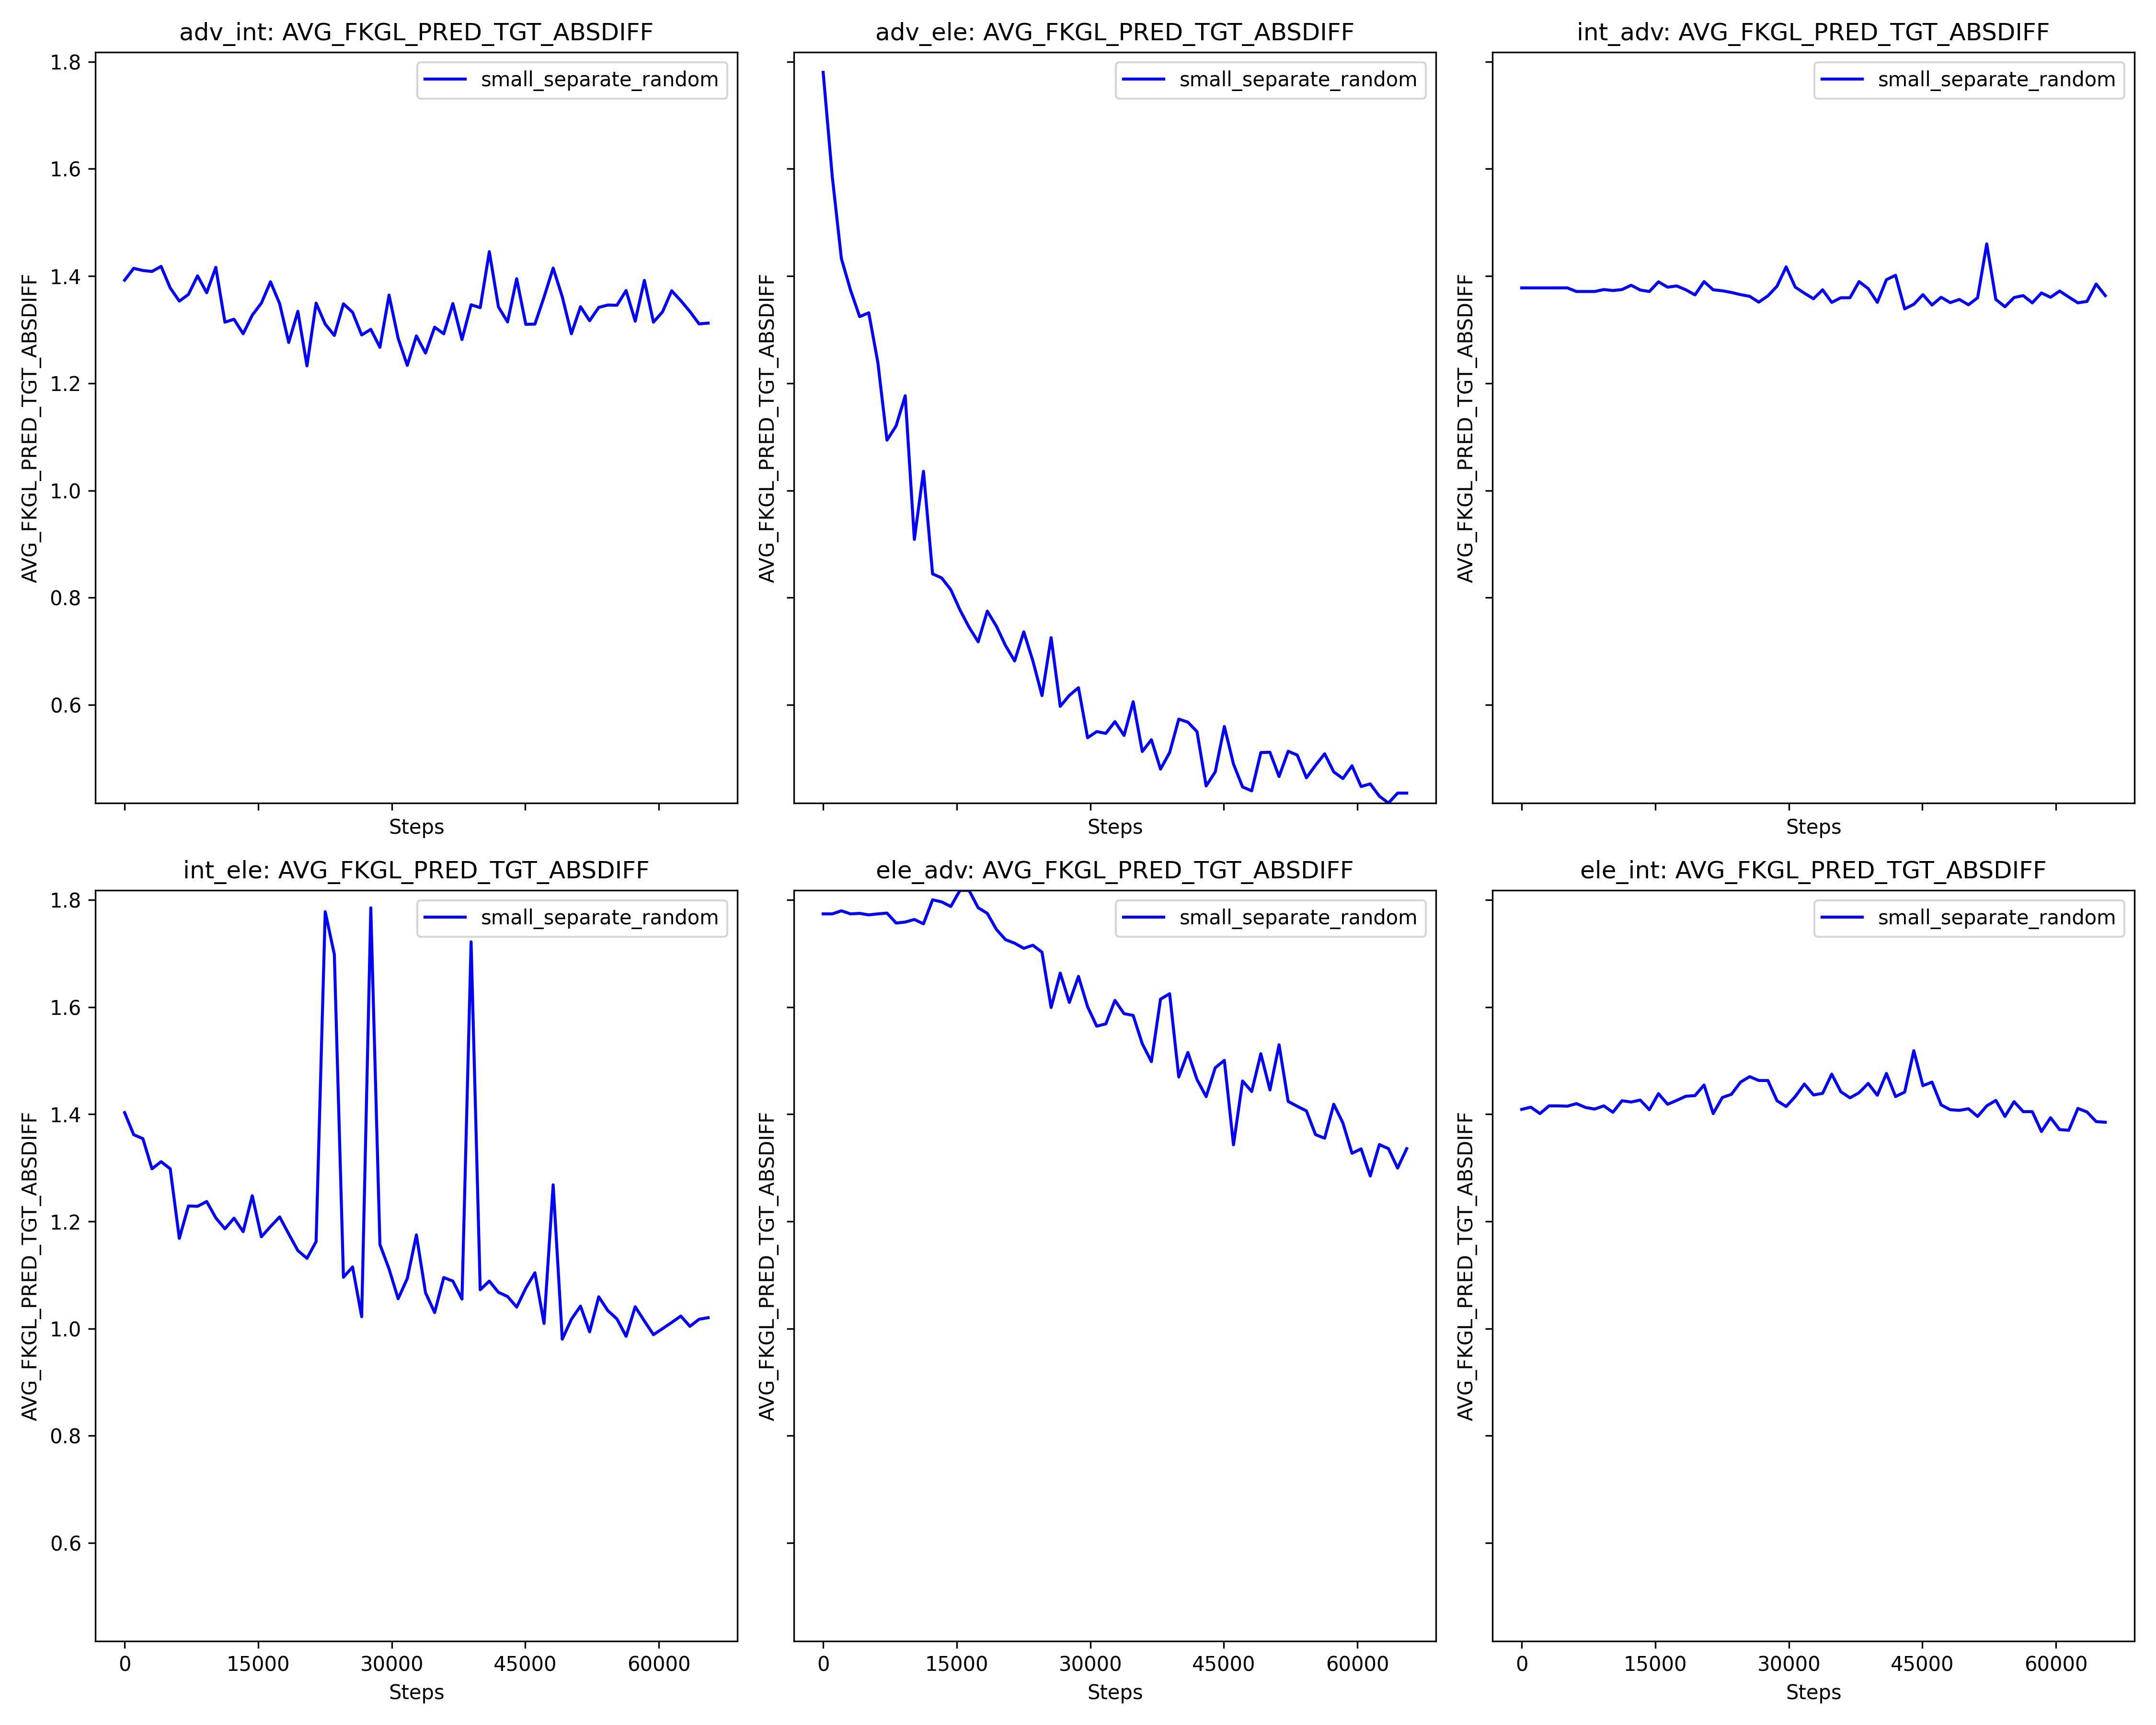 adv_int: AVG_FKGL_PRED_TGT_ABSDIFF
adv_ele: AVG_FKGL_PRED_TGT_ABSDIFF
int_adv: AVG_FKGL_PRED_TGT_ABSDIFF
small_separate_random
small_separate_random
small_separate_random
AVG_FKGL_PRED_TGT_ABSDIFF
AVG_FKGL_PRED_TGT_ABSDIFF
AVG_FKGL_PRED_TGT_ABSDIFF
1.8
1.6
1.4
1.2
1.0
0.8
0.6
Steps
Steps
Steps
int_ele: AVG_FKGL_PRED_TGT_ABSDIFF
ele_adv: AVG_FKGL_PRED_TGT_ABSDIFF
ele_int: AVG_FKGL_PRED_TGT_ABSDIFF
small_separate_random
small_separate_random
small_separate_random
AVG_FKGL_PRED_TGT_ABSDIFF
AVG_FKGL_PRED_TGT_ABSDIFF
AVG_FKGL_PRED_TGT_ABSDIFF
1.8
1.6
1.4
1.2
1.0
0.8
0.6
0 15000 30000 45000 60000
0 15000 30000 45000 60000
0 15000 30000 45000 60000
Steps
Steps
Steps